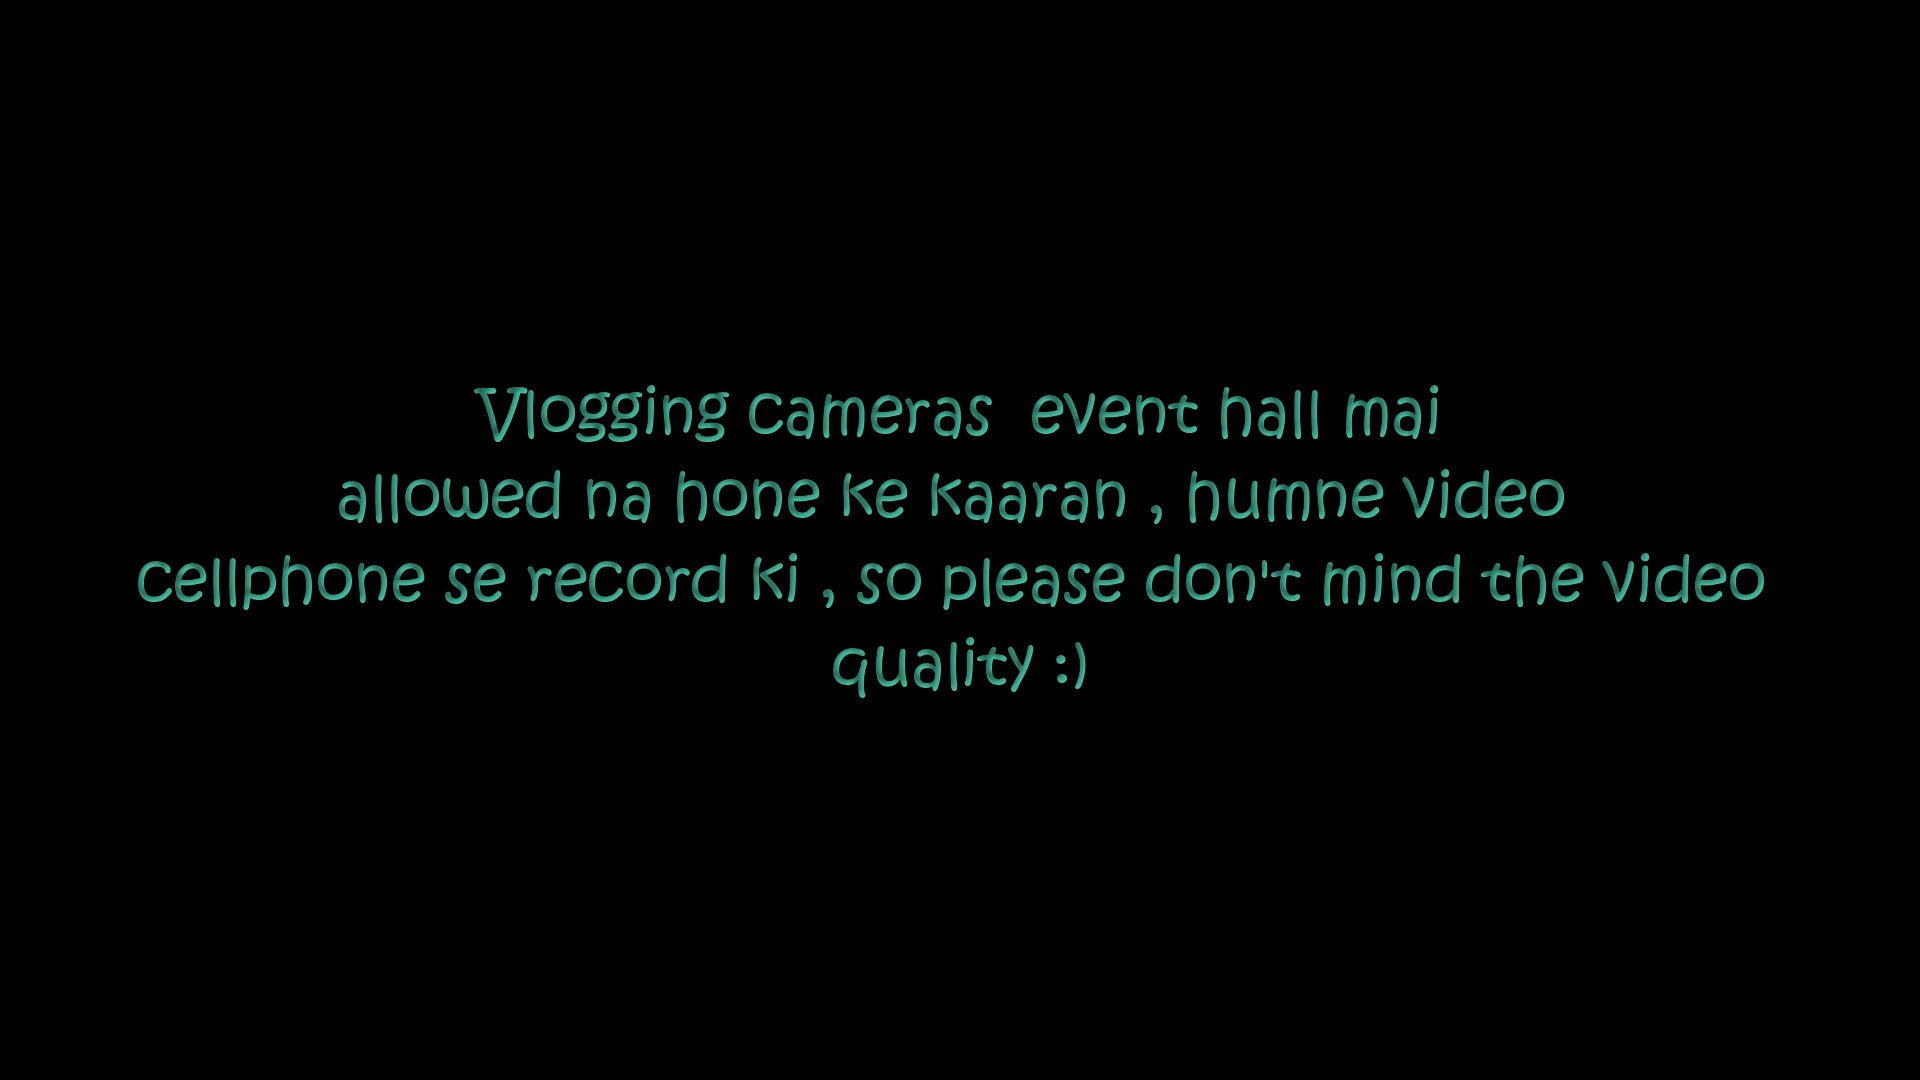 Vlogging cameras  event hall mai
allowed na hone ke kaaran , humne video
cellphone se record ki , so please don't mind the video
quality :)